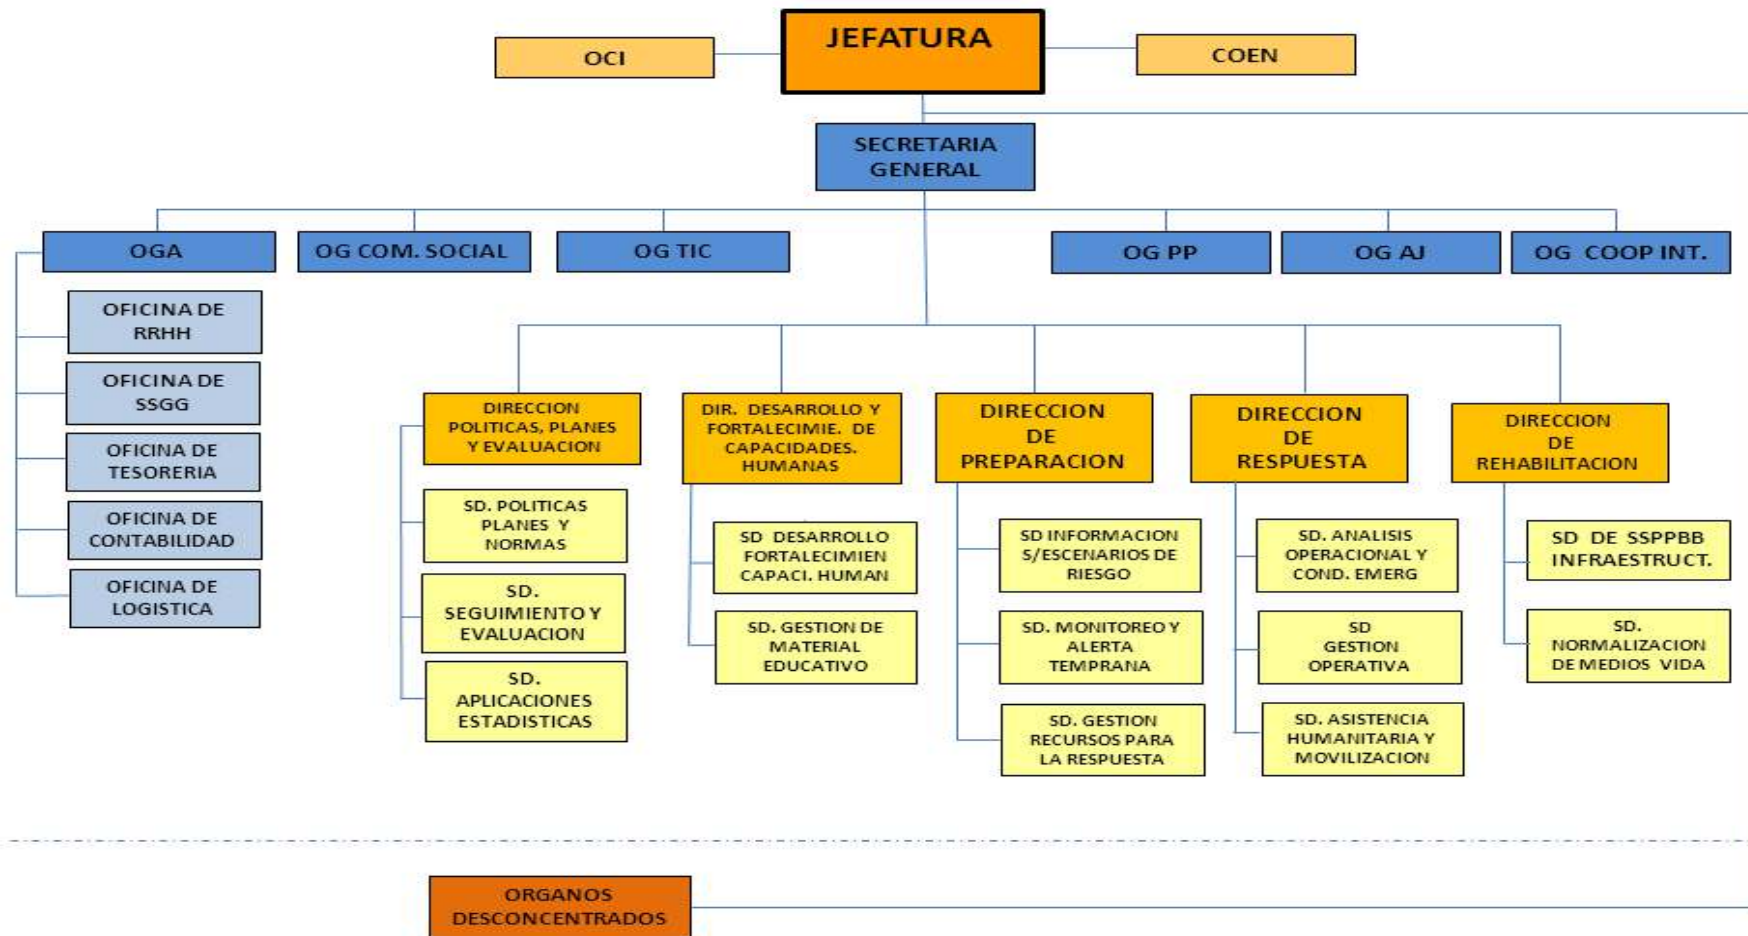 JEFATURA
OCI
COEN
SECRETARIA
GENERAL
OGA
OG COM. SOCIAL
OG TIC
OG PP
OG AJ
OG COOP INT.
OFICINA DE
RRHH
OFICINA DE
SSGG
OFICINA DE
TESORERIA
OFICINA DE
CONTABILIDAD
OFICINA DE
LOGISTICA
DIRECCION
POLITICAS, PLANES
Y EVALUACION
SD. POLITICAS
PLANES Y
NORMAS
SD.
SEGUIMIENTO Y
EVALUACION
SD.
APLICACIONES
ESTADISTICAS
DIR. DESARROLLO Y
FORTALECIMIE. DE
CAPACIDADES.
HUMANAS
SD DESARROLLO
FORTALECIMIEN
CAPACI. HUMAN
SD. GESTION DE
MATERIAL
EDUCATIVO
DIRECCION
DE
PREPARACION
SD INFORMACION
S/ESCENARIOS DE
RIESGO
SD. MONITOREO Y
ALERTA
TEMPRANA
SD. GESTION
RECURSOS PARA
LA RESPUESTA
DIRECCION
DE
RESPUESTA
SD. ANALISIS
OPERACIONAL Y
COND. EMERG
SD
GESTION
OPERATIVA
SD. ASISTENCIA
HUMANITARIA Y
MOVILIZACION
DIRECCION
DE
REHABILITACION
SD DE SSPPBB
INFRAESTRUCT.
SD.
NORMALIZACION
DE MEDIOS VIDA
ORGANOS
DESCONCENTRADOS